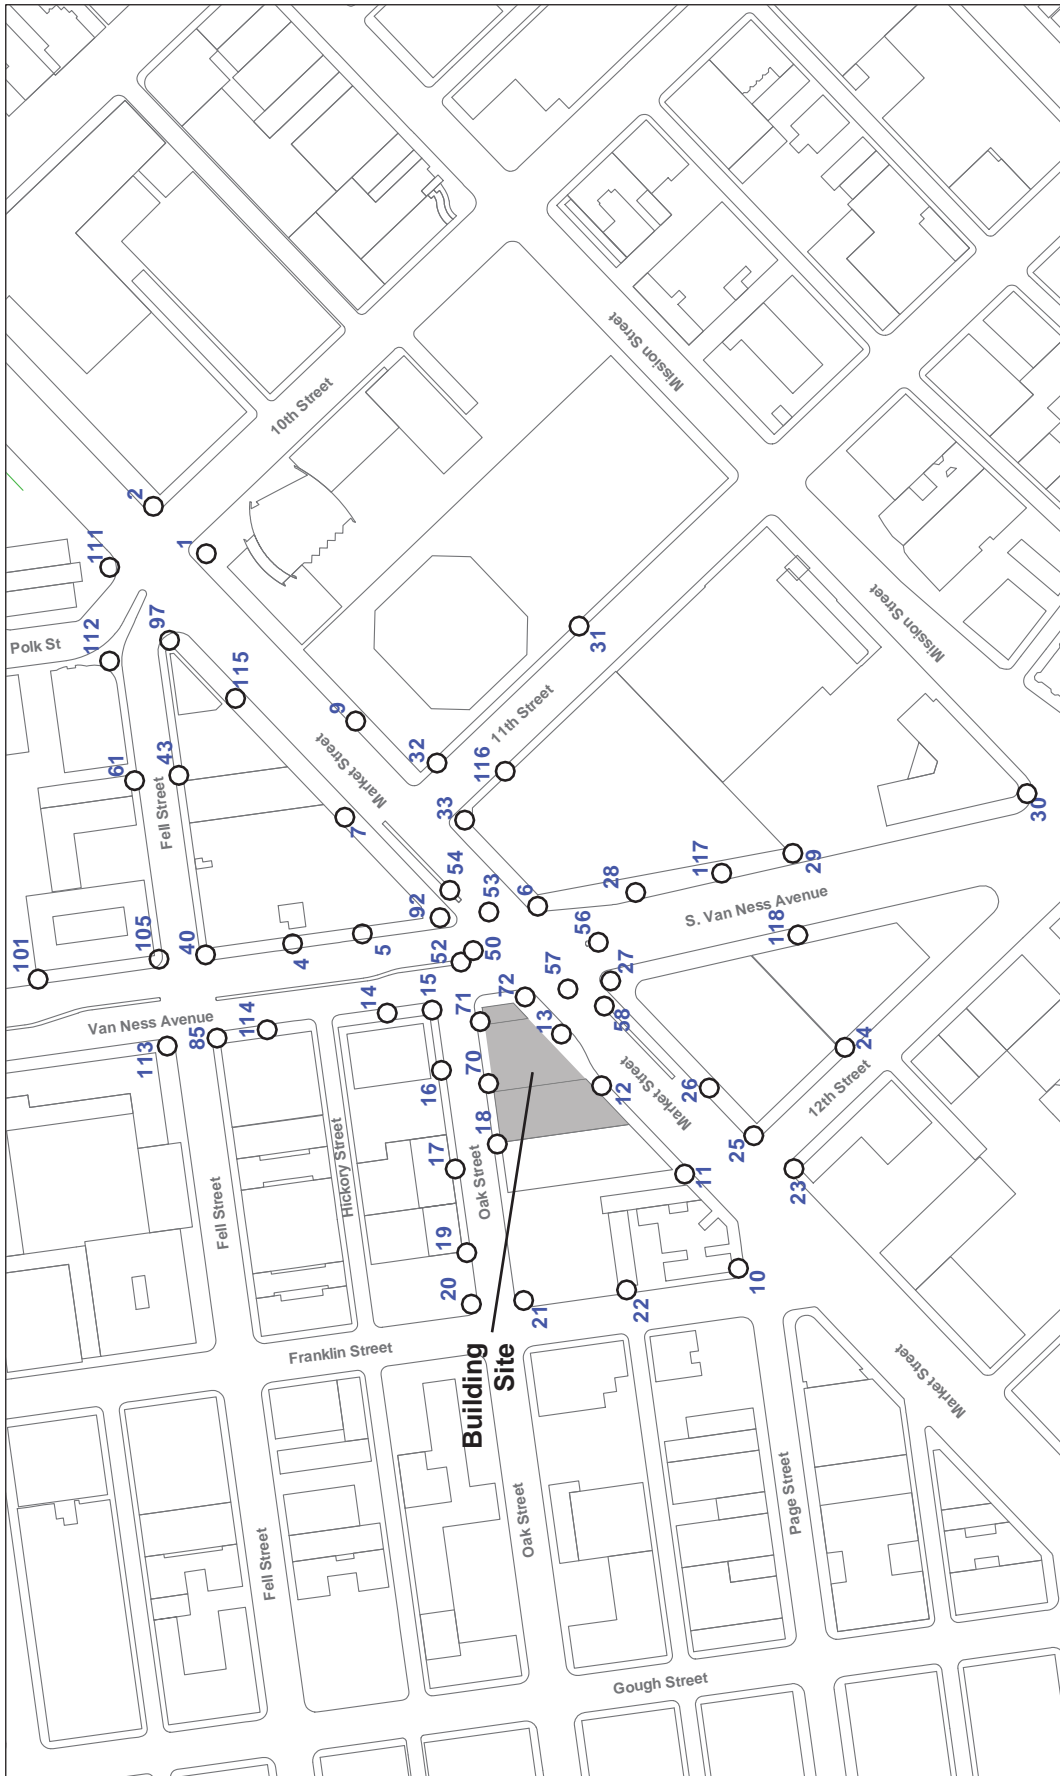 101
113
85
114
105
40
4
5
14
15
16
17
19
20
61
43
112
97
111
2
1
115
7
9
32
33
116
31
92
54
53
52
50
71
72
70
18
21
22
10
11
12
13
57
58
56
6
28
117
29
27
118
30
24
26
25
23
Polk St
Fell Street
Van Ness Avenue
Fell Street
Hickory Street
Oak Street
Franklin Street
Fell Street
Oak Street
Page Street
Gough Street
Market Street
Market Street
Market Street
10th Street
11th Street
12th Street
Mission Street
Mission Street
S. Van Ness Avenue
Building
Site